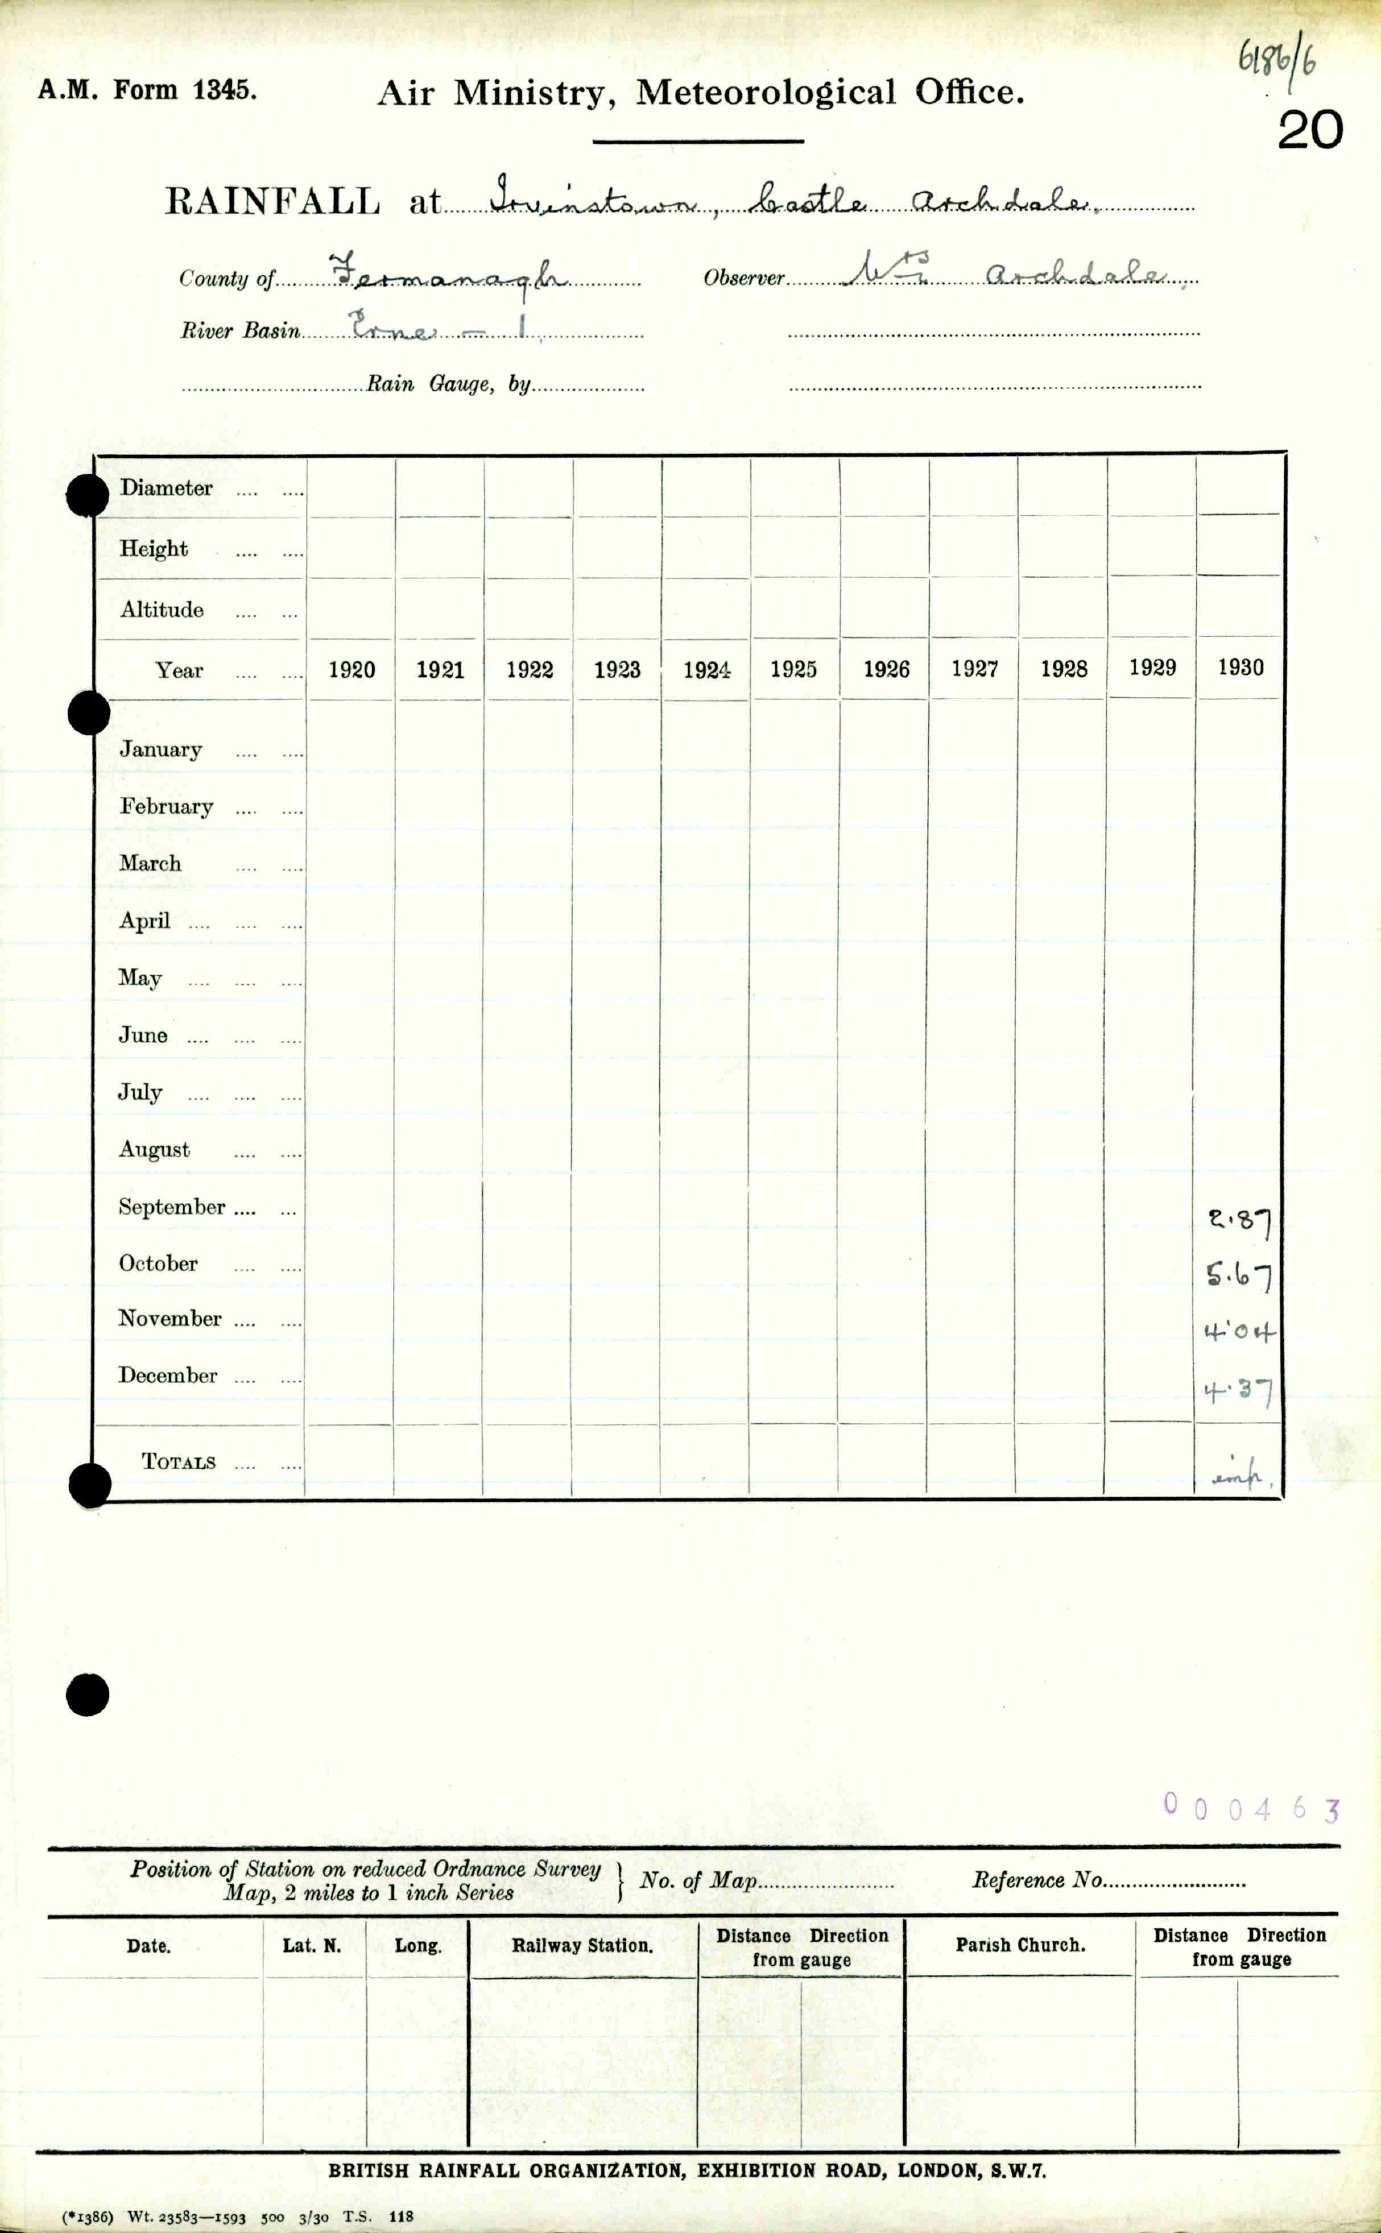 6186/6
A.M. Form 1345. Air Ministry, Meteorological Office.
20
RAINFALL at Irvinstown, Castle Archdale.
County of Fermanagh Observer Mrs Archdale.
River Basin Erne - 1.
Rain Gauge, by
Diameter
Height
Altitude
Year 1920 1921 1922 1923 1924 1925 1926 1927 1928 1929 1930
January
February
March
April
May
June
July
August
September 2.87
October 5.67
November 4.04
December 4.37
TOTALS imp.
000463
Position of Station on reduced Ordnance Survey
Map, 2 miles to 1 inch Series } No. of Map Reference No.
Date. Lat. N. Long. Railway Station. Distance Direction from gauge Parish Church. Distance Direction from gauge
BRITISH RAINFALL ORGANIZATION, EXHIBITION ROAD, LONDON, S.W.7.
(*1386) Wt. 23583—1593 500 3/30 T.S. 118